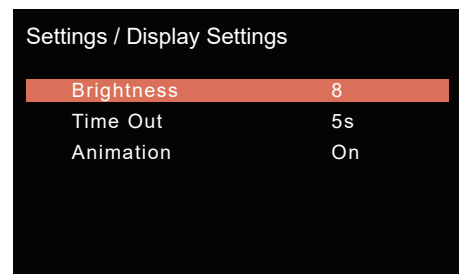 Settings / Display Settings
Brightness 8
Time Out 5s
Animation On